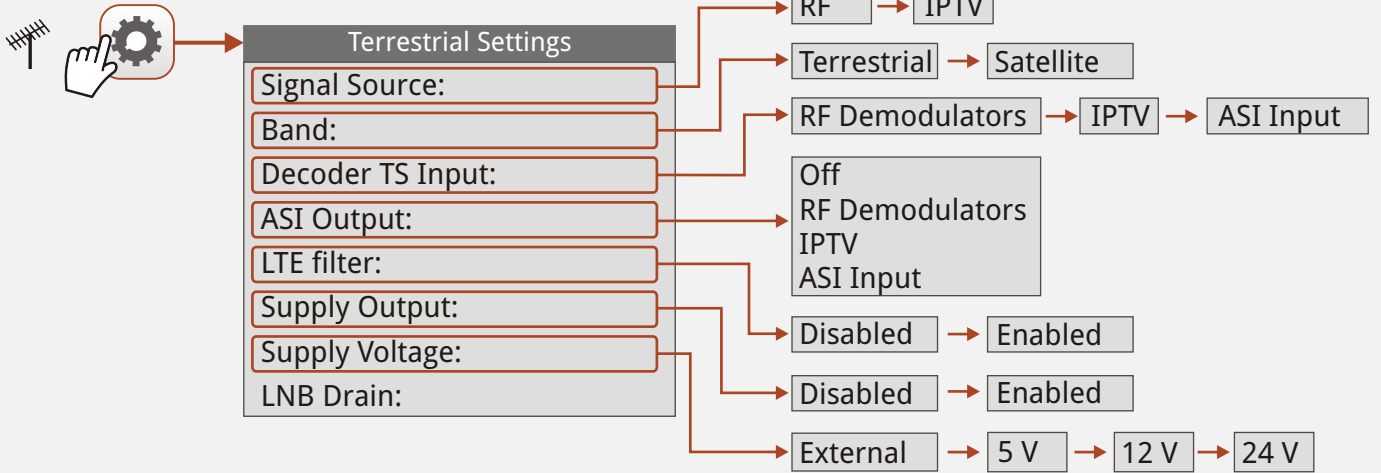 RF IPTV
Terrestrial Settings
Signal Source:
Terrestrial Satellite
Band:
RF Demodulators IPTV ASI Input
Decoder TS Input:
ASI Output:
Off
RF Demodulators
IPTV
ASI Input
LTE filter:
Disabled Enabled
Supply Output:
Disabled Enabled
Supply Voltage:
External 5 V 12 V 24 V
LNB Drain: